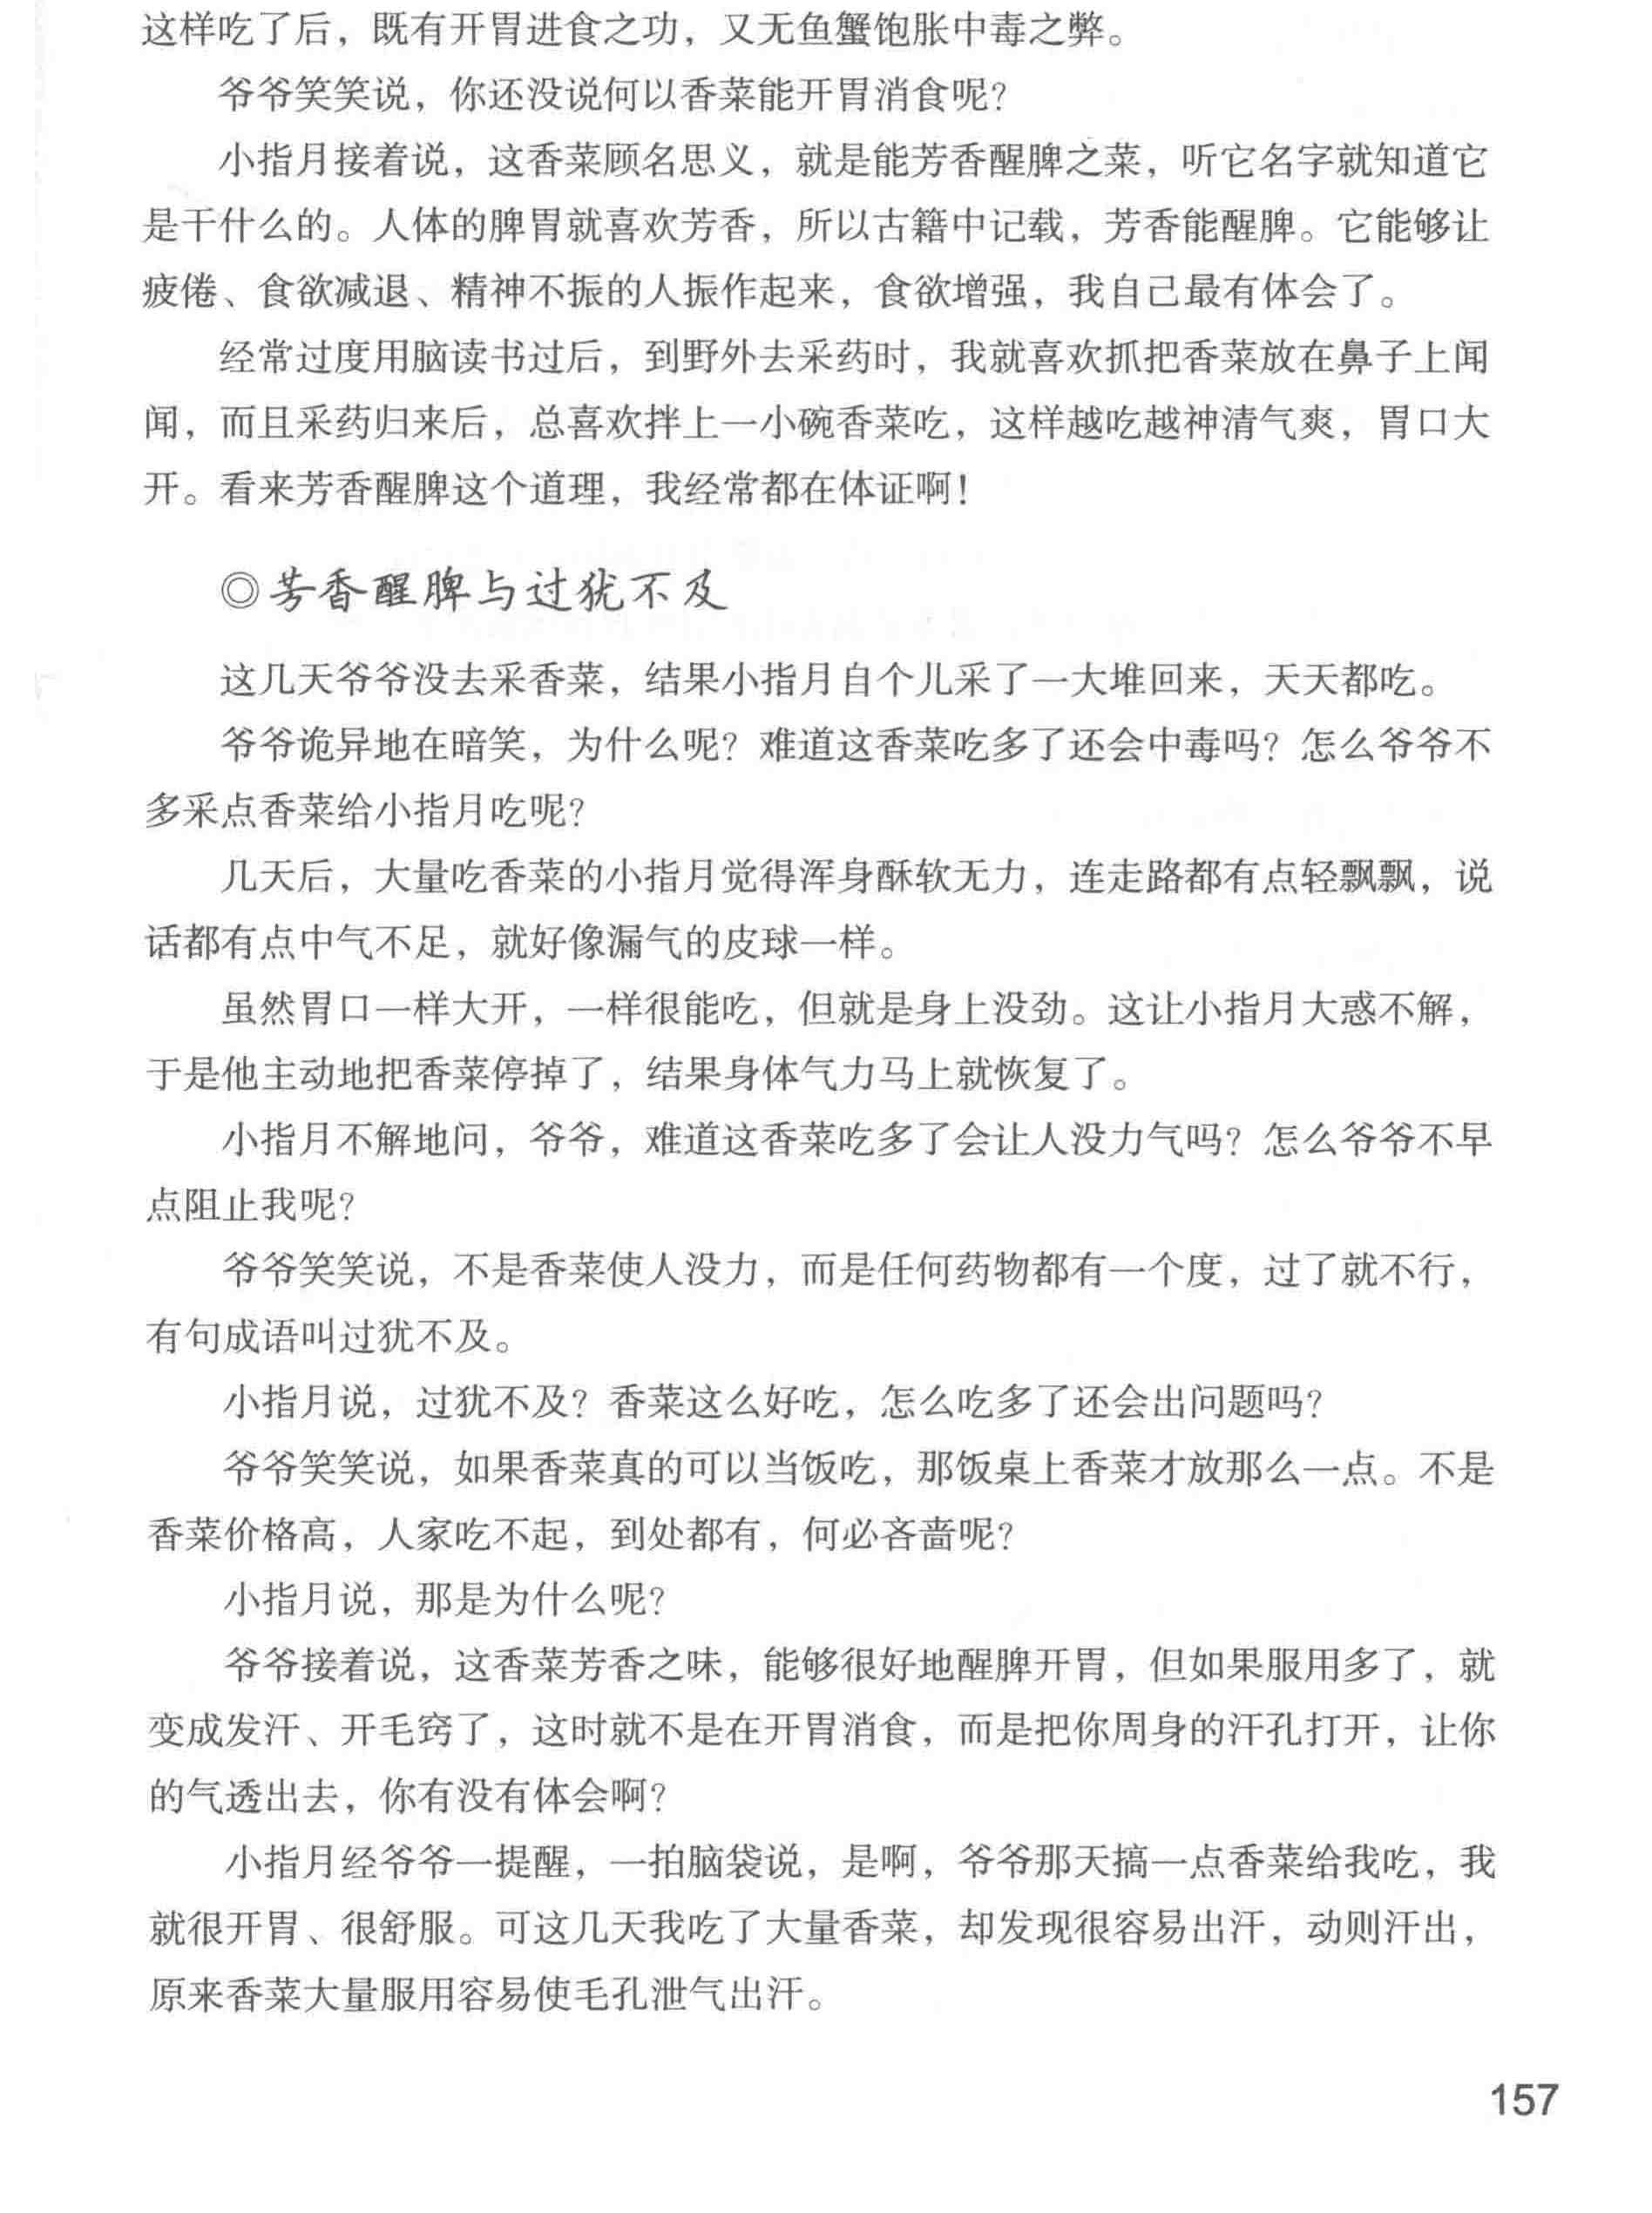 这样吃了后，既有开胃进食之功，又无鱼蟹饱胀中毒之弊。
爷爷笑笑说，你还没说何以香菜能开胃消食呢？
小指月接着说，这香菜顾名思义，就是能芳香醒脾之菜，听它名字就知道它
是干什么的。人体的脾胃就喜欢芳香，所以古籍中记载，芳香能醒脾。它能够让
疲倦、食欲减退、精神不振的人振作起来，食欲增强，我自己最有体会了。
经常过度用脑读书过后，到野外去采药时，我就喜欢抓把香菜放在鼻子上闻
闻，而且采药归来后，总喜欢拌上一小碗香菜吃，这样越吃越神清气爽，胃口大
开。看来芳香醒脾这个道理，我经常都在体证啊！
◎芳香醒脾与过犹不及
这几天爷爷没去采香菜，结果小指月自个儿采了一大堆回来，天天都吃。
爷爷诡异地在暗笑，为什么呢？难道这香菜吃多了还会中毒吗？怎么爷爷不
多采点香菜给小指月吃呢？
几天后，大量吃香菜的小指月觉得浑身酥软无力，连走路都有点轻飘飘，说
话都有点中气不足，就好像漏气的皮球一样。
虽然胃口一样大开，一样很能吃，但就是身上没劲。这让小指月大惑不解，
于是他主动地把香菜停掉了，结果身体气力马上就恢复了。
小指月不解地问，爷爷，难道这香菜吃多了会让人没力气吗？怎么爷爷不早
点阻止我呢？
爷爷笑笑说，不是香菜使人没力，而是任何药物都有一个度，过了就不行，
有句成语叫过犹不及。
小指月说，过犹不及？香菜这么好吃，怎么吃多了还会出问题吗？
爷爷笑笑说，如果香菜真的可以当饭吃，那饭桌上香菜才放那么一点。不是
香菜价格高，人家吃不起，到处都有，何必吝啬呢？
小指月说，那是为什么呢？
爷爷接着说，这香菜芳香之味，能够很好地醒脾开胃，但如果服用多了，就
变成发汗、开毛窍了，这时就不是在开胃消食，而是把你周身的汗孔打开，让你
的气透出去，你有没有体会啊？
小指月经爷爷一提醒，一拍脑袋说，是啊，爷爷那天搞一点香菜给我吃，我
就很开胃、很舒服。可这几天我吃了大量香菜，却发现很容易出汗，动则汗出，
原来香菜大量服用容易使毛孔泄气出汗。
157